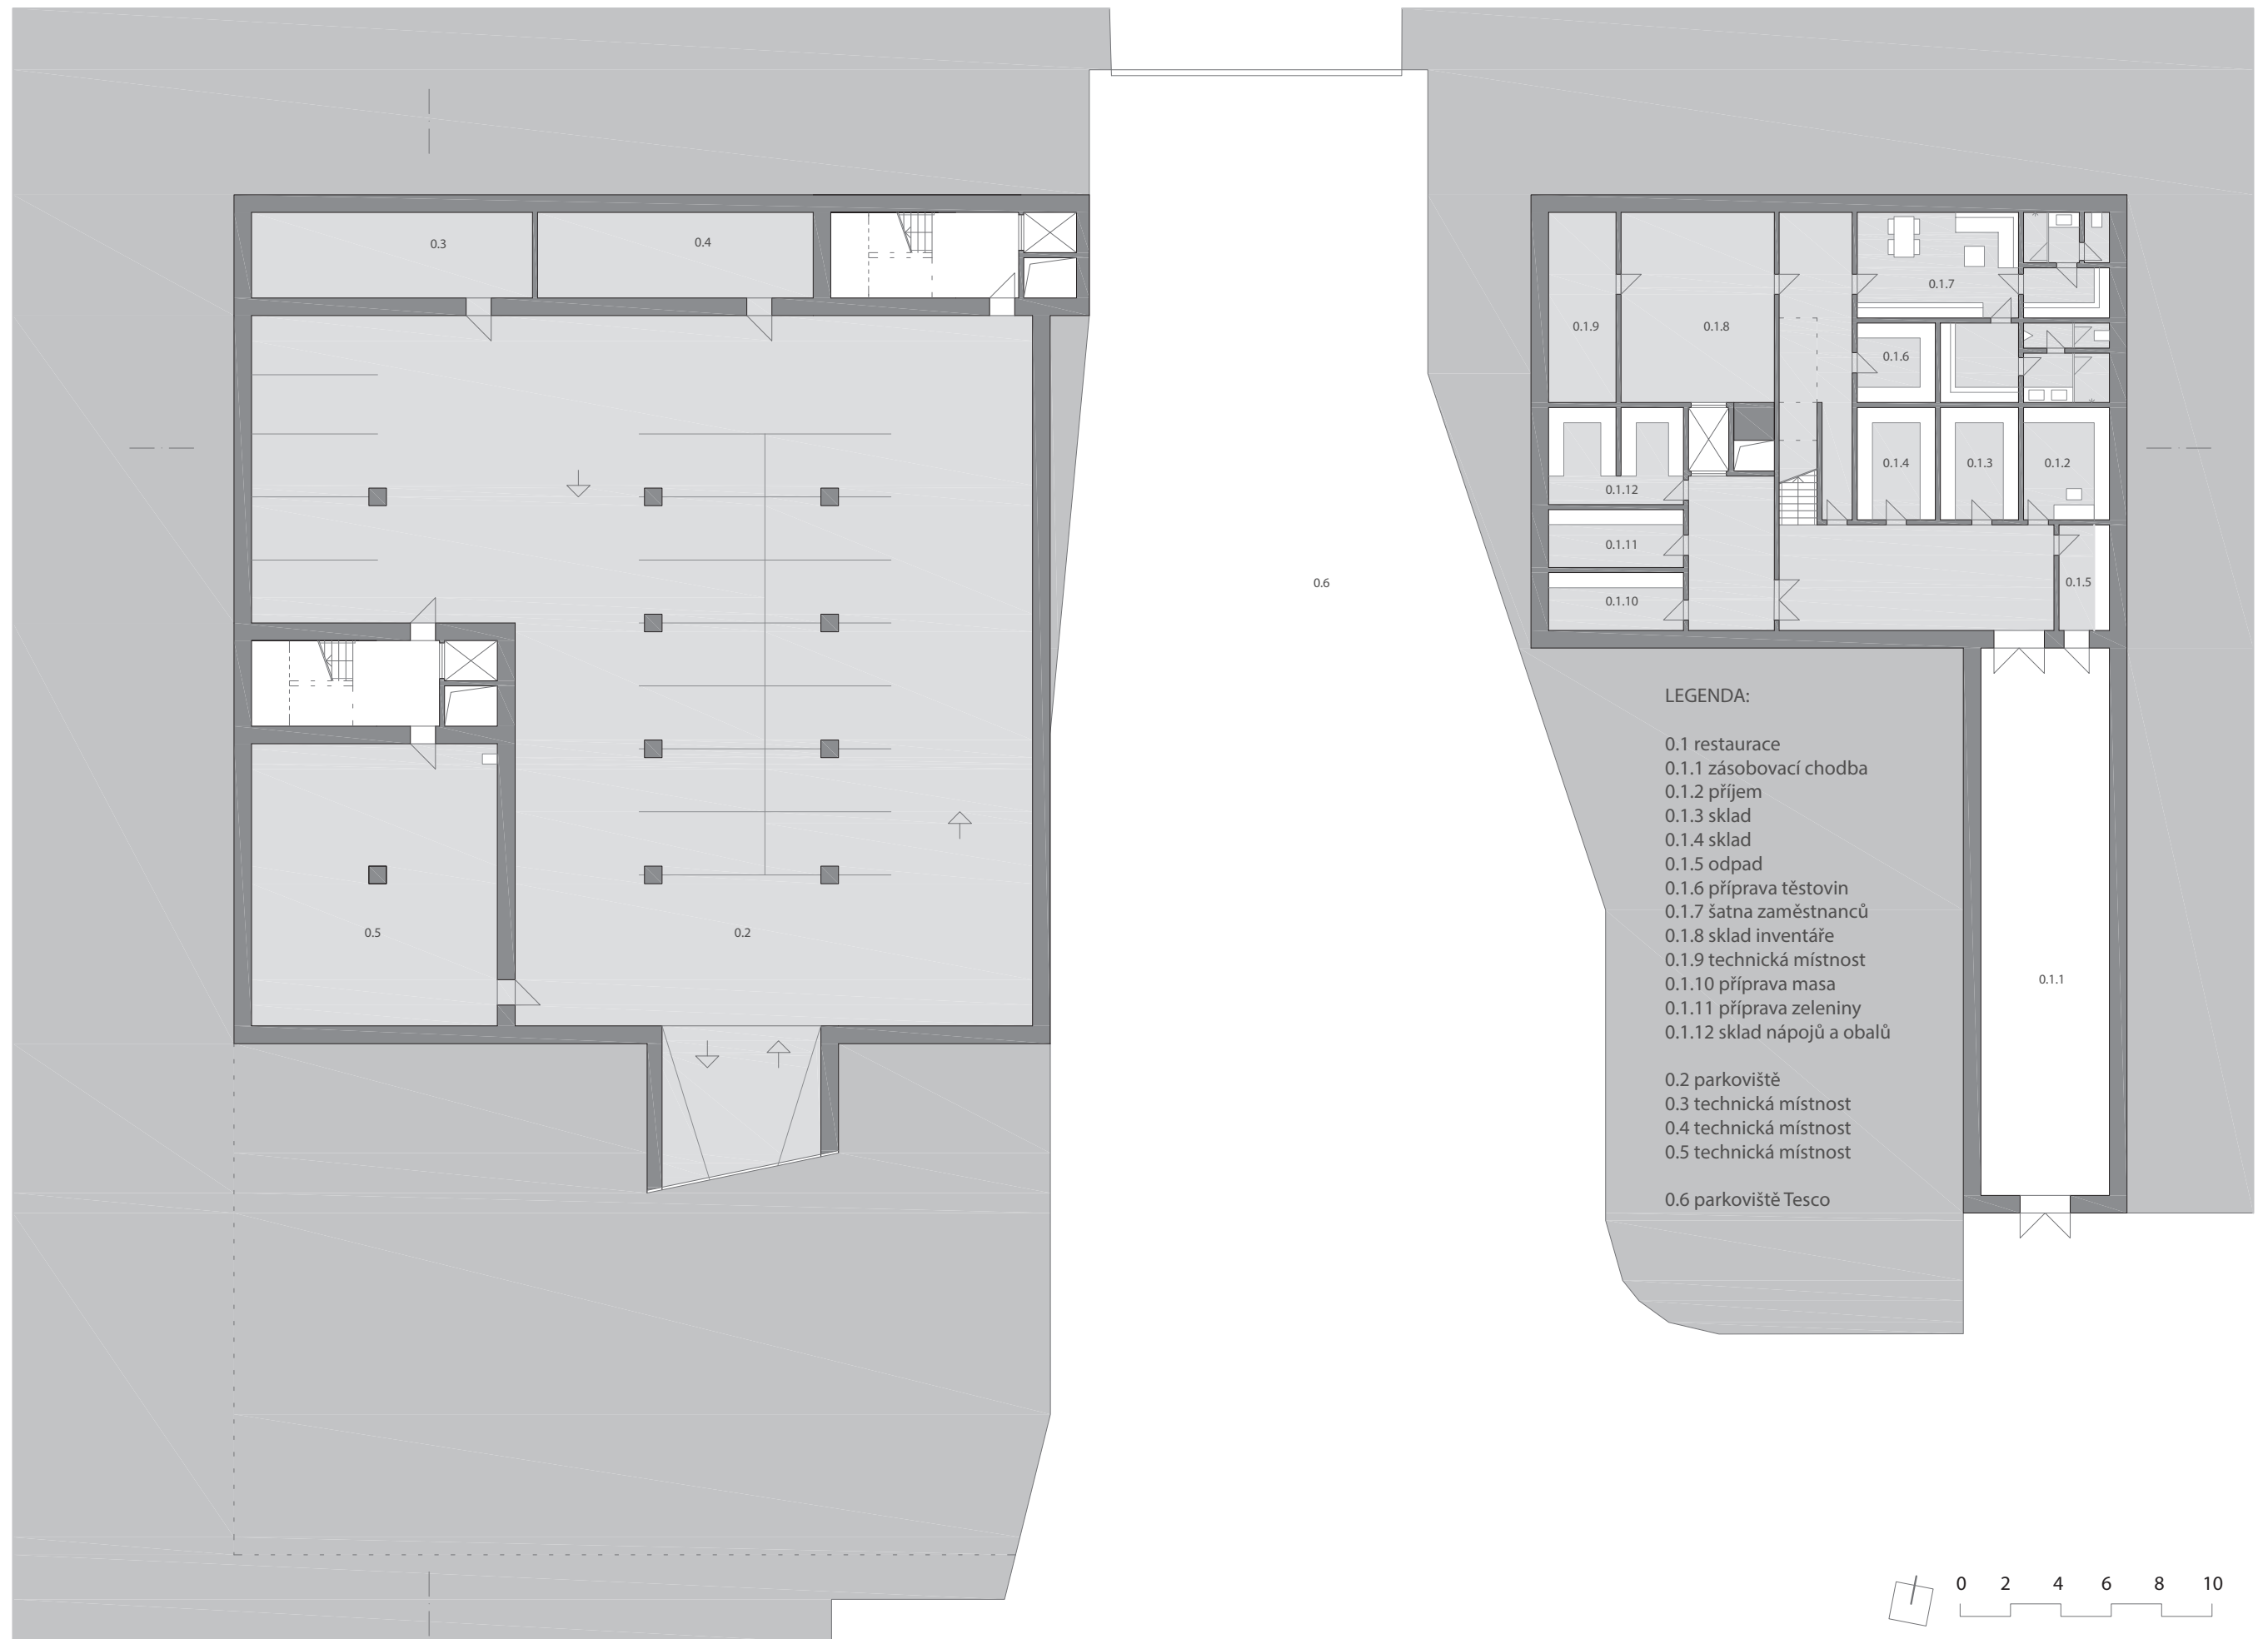 0.3
0.4
0.1.7
0.1.9
0.1.8
0.1.6
0.1.4
0.1.3
0.1.2
0.1.12
0.1.11
0.1.5
0.1.10
0.6
0.5
0.2
0.1.1
LEGENDA:
0.1 restaurace
0.1.1 zásobovací chodba
0.1.2 příjem
0.1.3 sklad
0.1.4 sklad
0.1.5 odpad
0.1.6 příprava těstovin
0.1.7 šatna zaměstnanců
0.1.8 sklad inventáře
0.1.9 technická místnost
0.1.10 příprava masa
0.1.11 příprava zeleniny
0.1.12 sklad nápojů a obalů
0.2 parkoviště
0.3 technická místnost
0.4 technická místnost
0.5 technická místnost
0.6 parkoviště Tesco
0 2 4 6 8 10